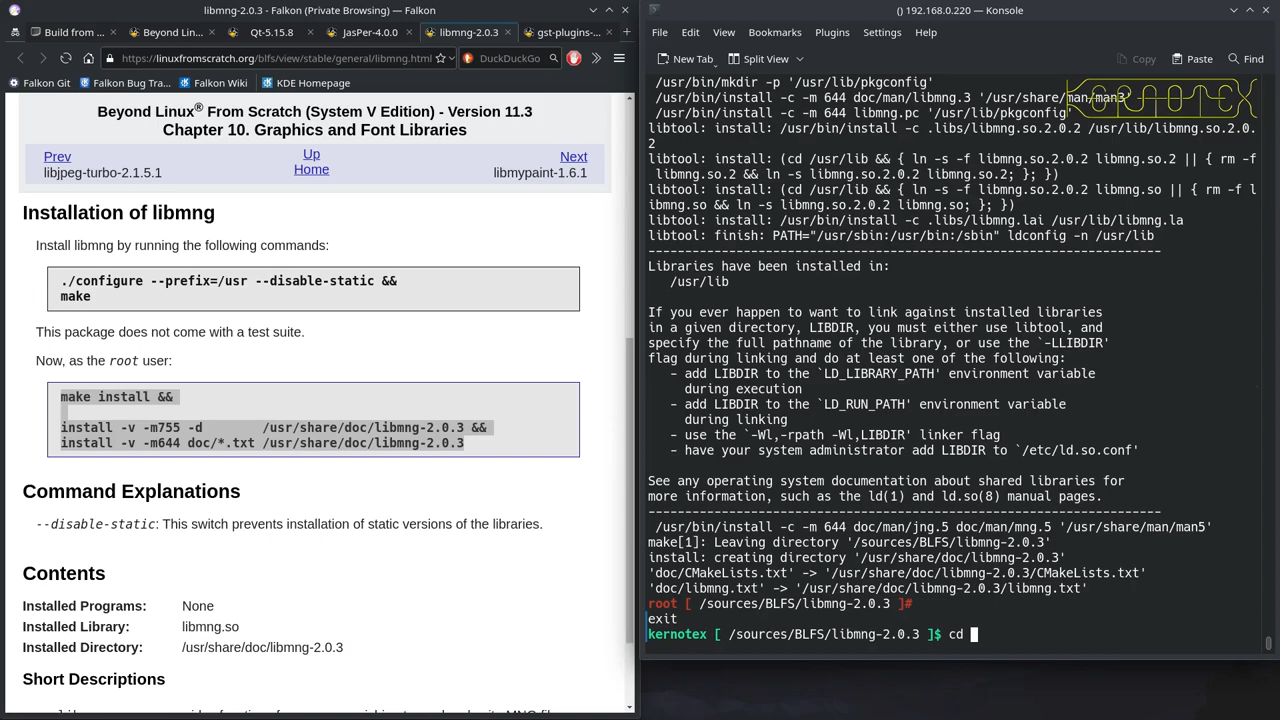 libmng-2.0.3 - Falkon (Private Browsing) — Falkon
Build from ...
Beyond Lin...
Qt-5.15.8
JasPer-4.0.0
libmng-2.0.3
gst-plugins-...
https://linuxfromscratch.org/blfs/view/stable/general/libmng.html
DuckDuckGo
Falkon Git
Falkon Bug Tra...
Falkon Wiki
KDE Homepage
Beyond Linux® From Scratch (System V Edition) - Version 11.3
Chapter 10. Graphics and Font Libraries
Prev
Up
Next
libjpeg-turbo-2.1.5.1
Home
libmypaint-1.6.1
Installation of libmng
Install libmng by running the following commands:
./configure --prefix=/usr --disable-static &&
make
This package does not come with a test suite.
Now, as the root user:
make install &&
install -v -m755 -d        /usr/share/doc/libmng-2.0.3 &&
install -v -m644 doc/*.txt /usr/share/doc/libmng-2.0.3
Command Explanations
--disable-static: This switch prevents installation of static versions of the libraries.
Contents
Installed Programs: None
Installed Library: libmng.so
Installed Directory: /usr/share/doc/libmng-2.0.3
Short Descriptions
() 192.168.0.220 — Konsole
File Edit View Bookmarks Plugins Settings Help
New Tab
Split View
Copy
Paste
Find
KERNOTEX
/usr/bin/mkdir -p '/usr/lib/pkgconfig'
/usr/bin/install -c -m 644 doc/man/libmng.3 '/usr/share/man/man3'
/usr/bin/install -c -m 644 libmng.pc '/usr/lib/pkgconfig'
libtool: install: /usr/bin/install -c .libs/libmng.so.2.0.2 /usr/lib/libmng.so.2.0.
2
libtool: install: (cd /usr/lib && { ln -s -f libmng.so.2.0.2 libmng.so.2 || { rm -f
libmng.so.2 && ln -s libmng.so.2.0.2 libmng.so.2; }; })
libtool: install: (cd /usr/lib && { ln -s -f libmng.so.2.0.2 libmng.so || { rm -f l
ibmng.so && ln -s libmng.so.2.0.2 libmng.so; }; })
libtool: install: /usr/bin/install -c .libs/libmng.lai /usr/lib/libmng.la
libtool: finish: PATH="/usr/sbin:/usr/bin:/sbin" ldconfig -n /usr/lib
----------------------------------------------------------------------
Libraries have been installed in:
/usr/lib
If you ever happen to want to link against installed libraries
in a given directory, LIBDIR, you must either use libtool, and
specify the full pathname of the library, or use the `-LLIBDIR'
flag during linking and do at least one of the following:
- add LIBDIR to the `LD_LIBRARY_PATH' environment variable
during execution
- add LIBDIR to the `LD_RUN_PATH' environment variable
during linking
- use the `-Wl,-rpath -Wl,LIBDIR' linker flag
- have your system administrator add LIBDIR to `/etc/ld.so.conf'
See any operating system documentation about shared libraries for
more information, such as the ld(1) and ld.so(8) manual pages.
----------------------------------------------------------------------
/usr/bin/install -c -m 644 doc/man/jng.5 doc/man/mng.5 '/usr/share/man/man5'
make[1]: Leaving directory '/sources/BLFS/libmng-2.0.3'
install: creating directory '/usr/share/doc/libmng-2.0.3'
'doc/CMakeLists.txt' -> '/usr/share/doc/libmng-2.0.3/CMakeLists.txt'
'doc/libmng.txt' -> '/usr/share/doc/libmng-2.0.3/libmng.txt'
root [ /sources/BLFS/libmng-2.0.3 ]#
exit
kernotex [ /sources/BLFS/libmng-2.0.3 ]$ cd